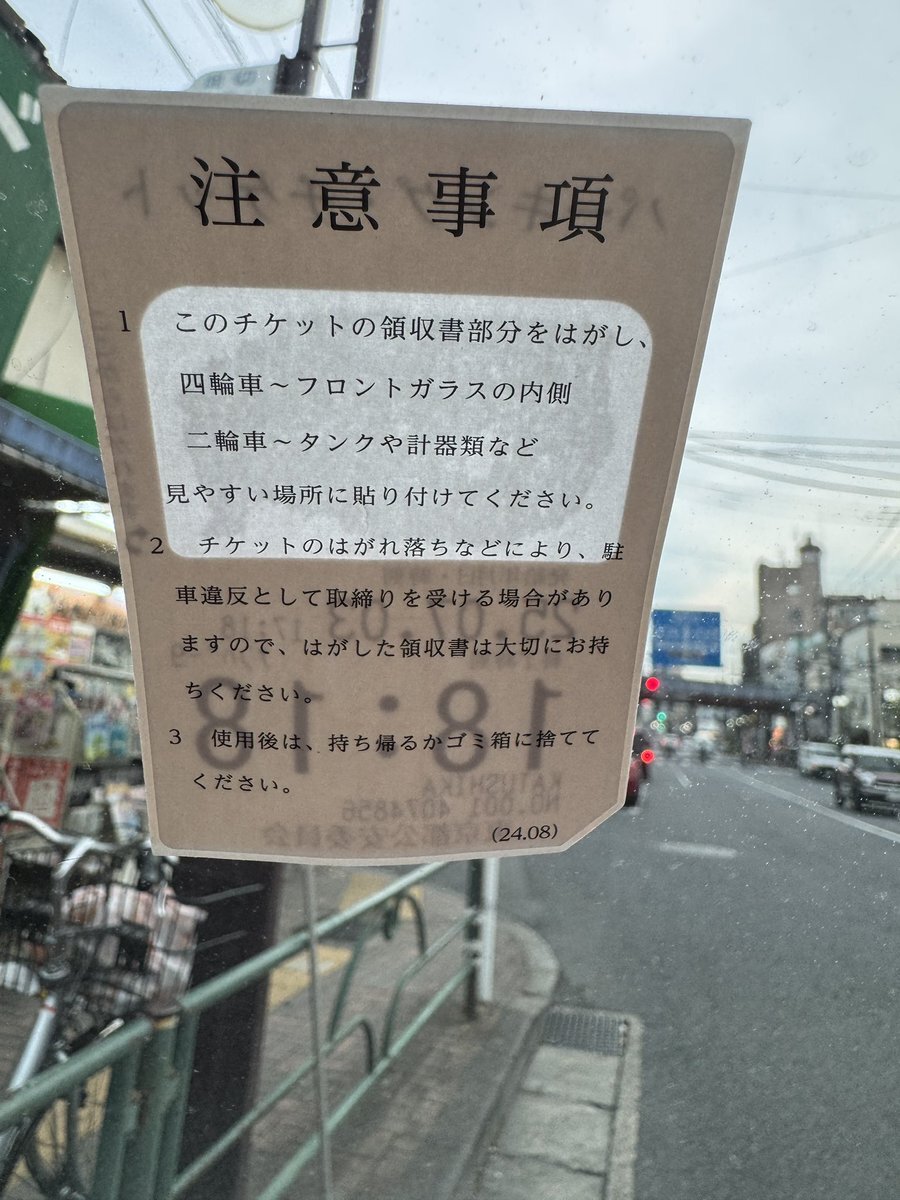 注意事項
1 このチケットの領収書部分をはがし、
四輪車～フロントガラスの内側
二輪車～タンクや計器類など
見やすい場所に貼り付けてください。
2 チケットのはがれ落ちなどにより、駐
車違反として取締りを受ける場合があり
ますので、はがした領収書は大切にお持
ちください。
3 使用後は、持ち帰るかゴミ箱に捨てて
ください。
(24.08)
18:18
KATUSHIKA
NO.001 4074856